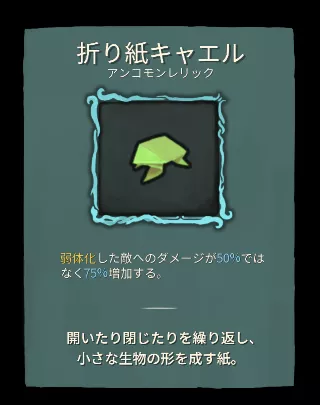 折り紙キャエル
アンコモンレリック
弱体化した敵へのダメージが50%では
なく75%増加する。
開いたり閉じたりを繰り返し、
小さな生物の形を成す紙。